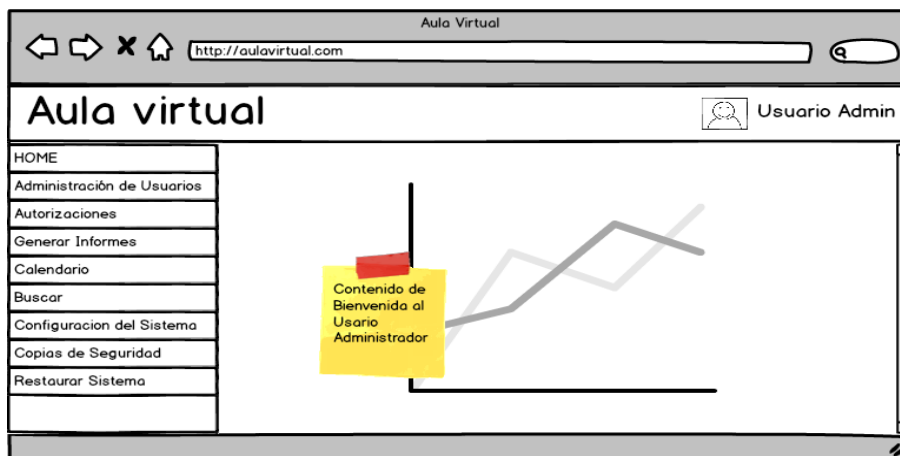 Aula Virtual
http://aulavirtual.com
Aula virtual
Usuario Admin
HOME
Administración de Usuarios
Autorizaciones
Generar Informes
Calendario
Buscar
Configuracion del Sistema
Copias de Seguridad
Restaurar Sistema
Contenido de
Bienvenida al
Usario
Administrador